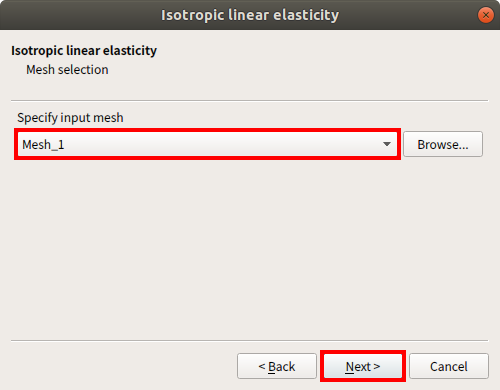 Isotropic linear elasticity
Isotropic linear elasticity
Mesh selection
Specify input mesh
Mesh_1 Browse...
< Back Next > Cancel